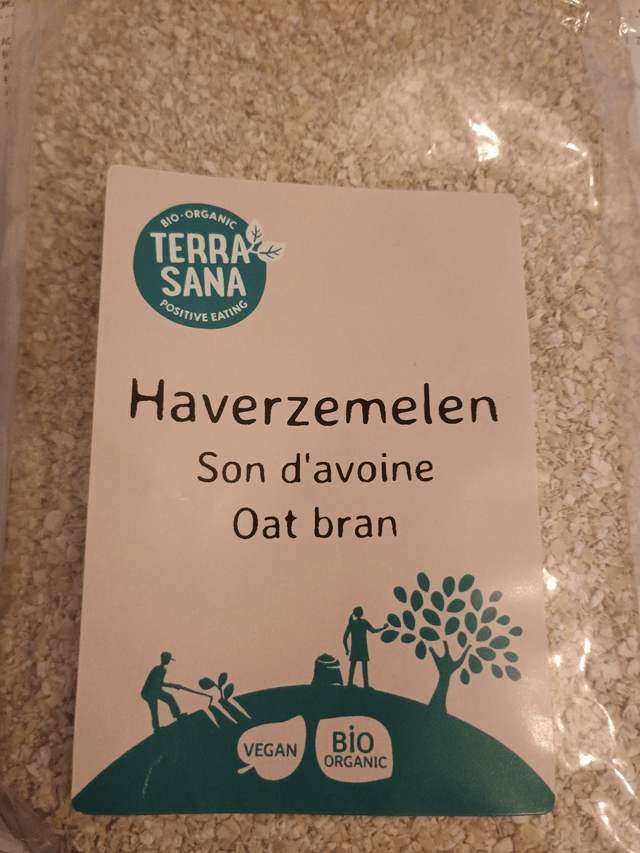 BIO·ORGANIC
TERRA
SANA
POSITIVE EATING
Haverzemelen
Son d'avoine
Oat bran
VEGAN
BiO
ORGANIC